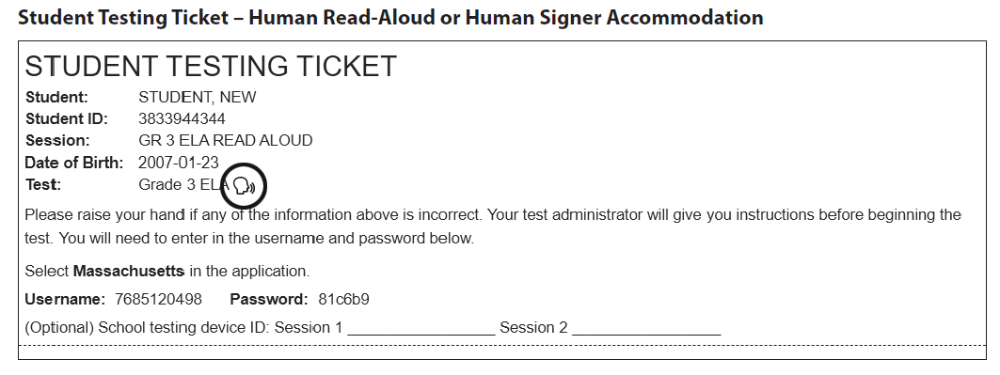 Student Testing Ticket – Human Read-Aloud or Human Signer Accommodation
STUDENT TESTING TICKET
Student: STUDENT, NEW
Student ID: 3833944344
Session: GR 3 ELA READ ALOUD
Date of Birth: 2007-01-23
Test: Grade 3 ELA
Please raise your hand if any of the information above is incorrect. Your test administrator will give you instructions before beginning the
test. You will need to enter in the username and password below.
Select Massachusetts in the application.
Username: 7685120498 Password: 81c6b9
(Optional) School testing device ID: Session 1 _________________ Session 2 _________________